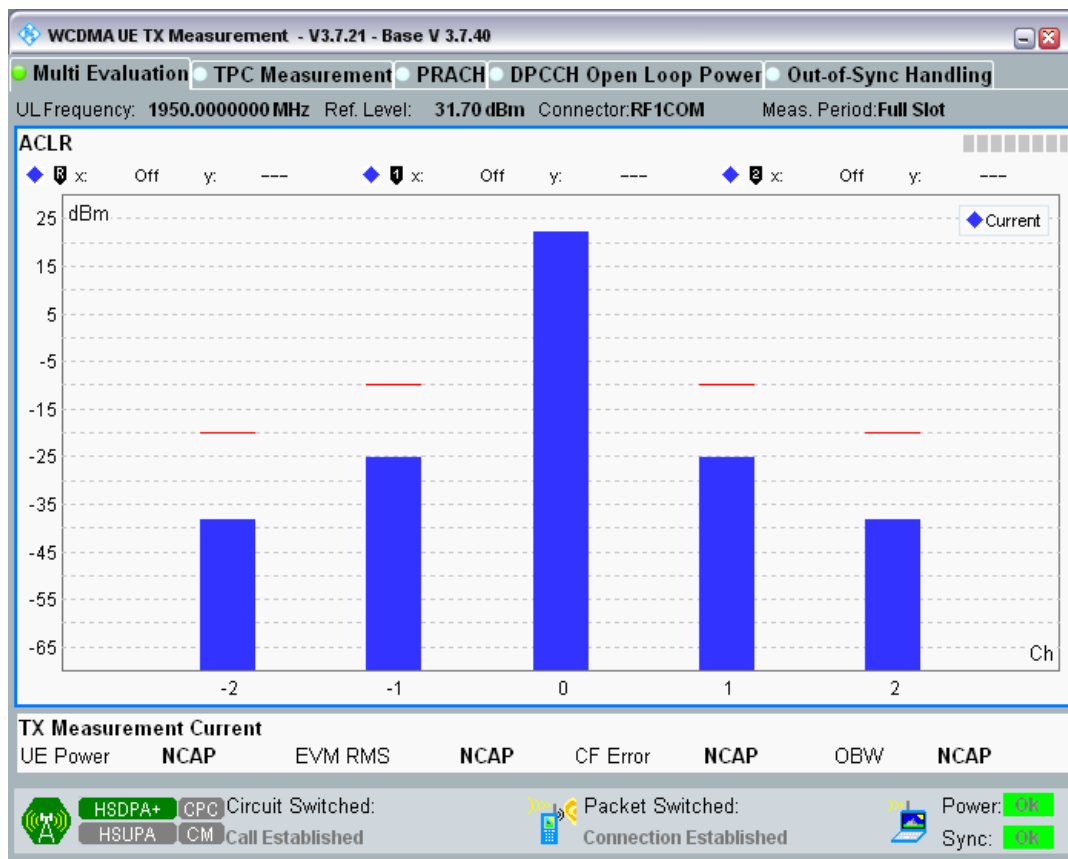 WCDMA UE TX Measurement - V3.7.21 - Base V 3.7.40
Multi Evaluation TPC Measurement PRACH DPCCH Open Loop Power Out-of-Sync Handling
UL Frequency: 1950.0000000 MHz Ref. Level: 31.70 dBm Connector:RF1COM Meas. Period:Full Slot
ACLR
R x: Off y: --- 1 x: Off y: --- 2 x: Off y: ---
dBm
Current
25
15
5
-5
-15
-25
-35
-45
-55
-65
Ch
-2 -1 0 1 2
TX Measurement Current
UE Power NCAP EVM RMS NCAP CF Error NCAP OBW NCAP
HSDPA+ CPC Circuit Switched: Packet Switched: Power: OK
HSUPA CM Call Established Connection Established Sync: OK